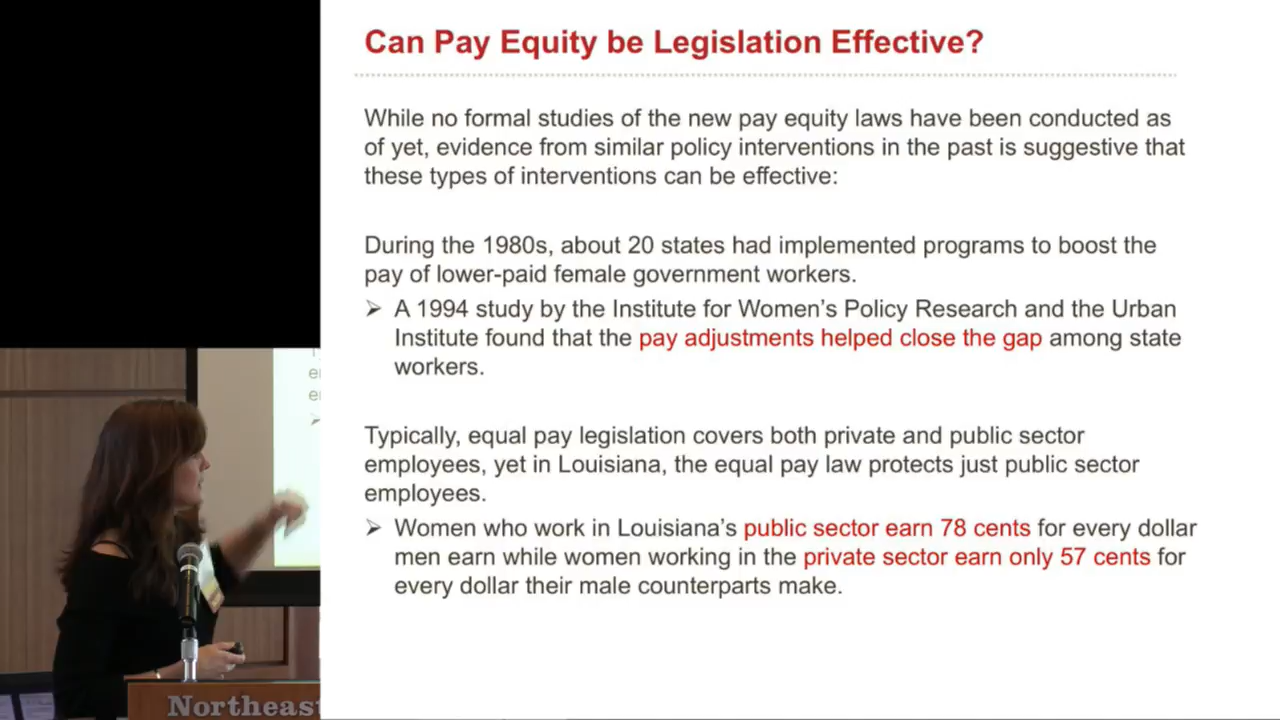 Can Pay Equity be Legislation Effective?
While no formal studies of the new pay equity laws have been conducted as
of yet, evidence from similar policy interventions in the past is suggestive that
these types of interventions can be effective:
During the 1980s, about 20 states had implemented programs to boost the
pay of lower-paid female government workers.
➢ A 1994 study by the Institute for Women's Policy Research and the Urban
Institute found that the pay adjustments helped close the gap among state
workers.
Typically, equal pay legislation covers both private and public sector
employees, yet in Louisiana, the equal pay law protects just public sector
employees.
➢ Women who work in Louisiana's public sector earn 78 cents for every dollar
men earn while women working in the private sector earn only 57 cents for
every dollar their male counterparts make.
Northeast